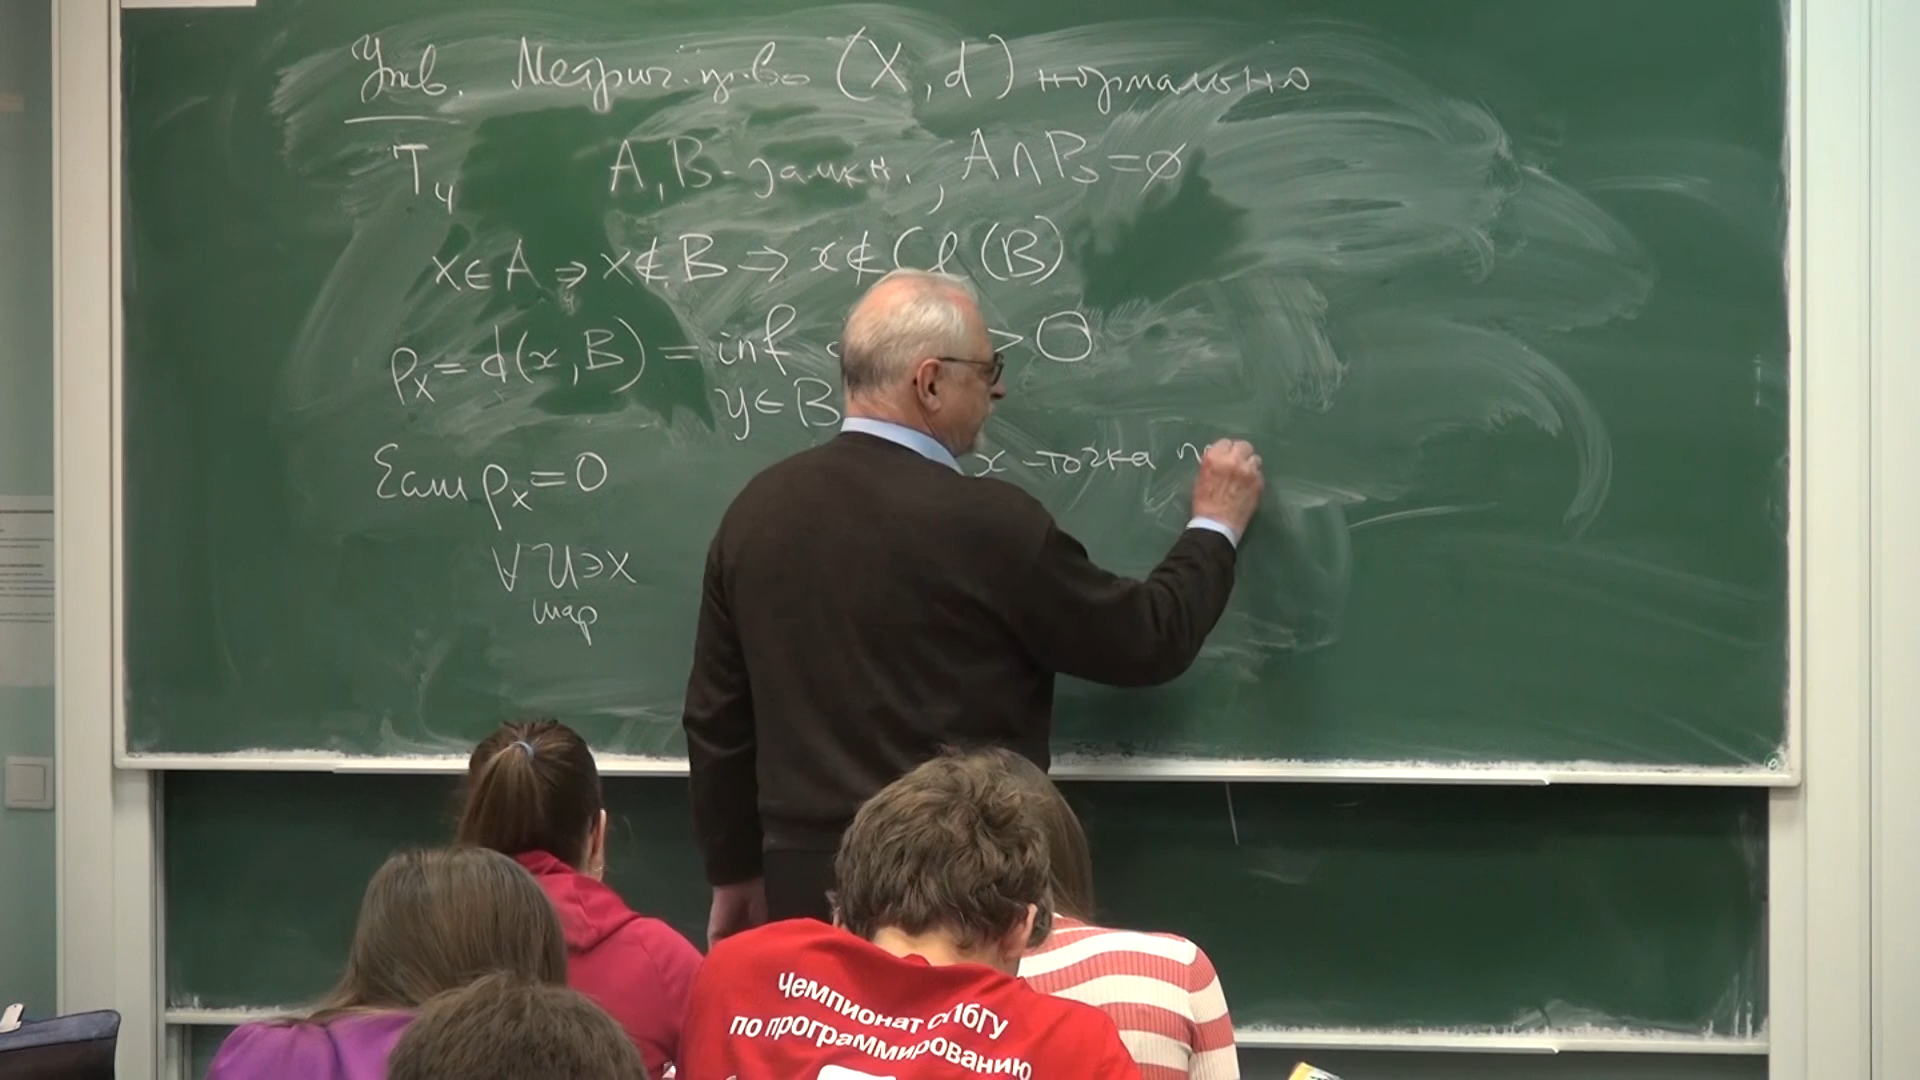 Утв. Метрич. пр-во (X, d) нормально
T₄ A, B - замкн., A∩B=∅
x∈A ⇒ x∉B ⇒ x∉Cl(B)
ρₓ = d(x, B) = inf > 0
y∈B
Если ρₓ = 0
x - точка
∀ U∋x
шар
Чемпионат СПбГУ
по программированию